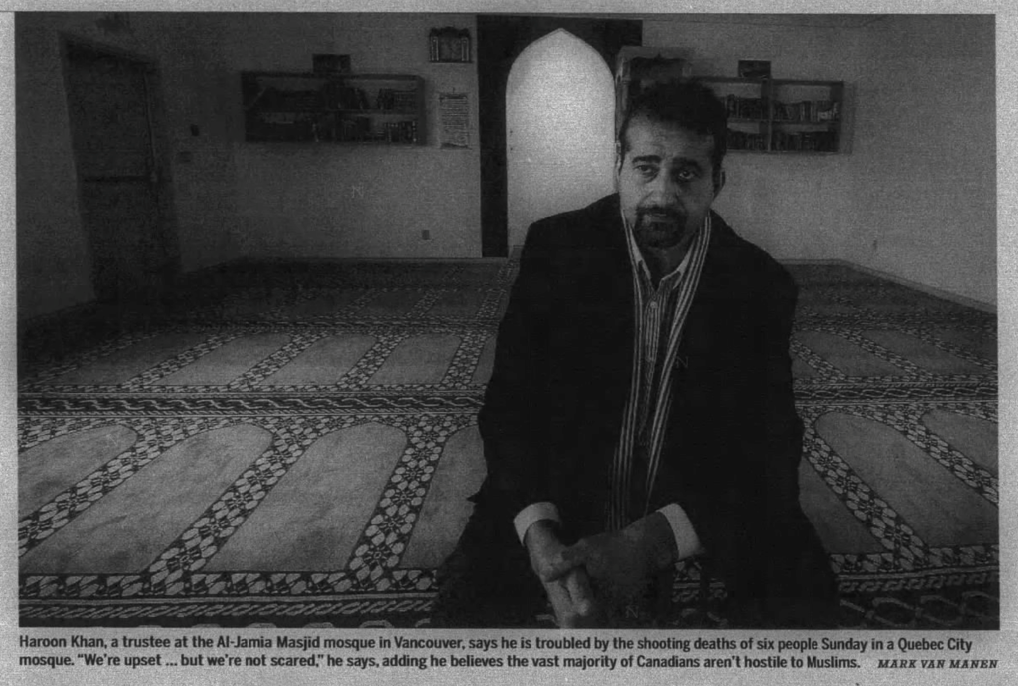 Haroon Khan, a trustee at the Al-Jamia Masjid mosque in Vancouver, says he is troubled by the shooting deaths of six people Sunday in a Quebec City
mosque. "We're upset ... but we're not scared," he says, adding he believes the vast majority of Canadians aren't hostile to Muslims. MARK VAN MANEN